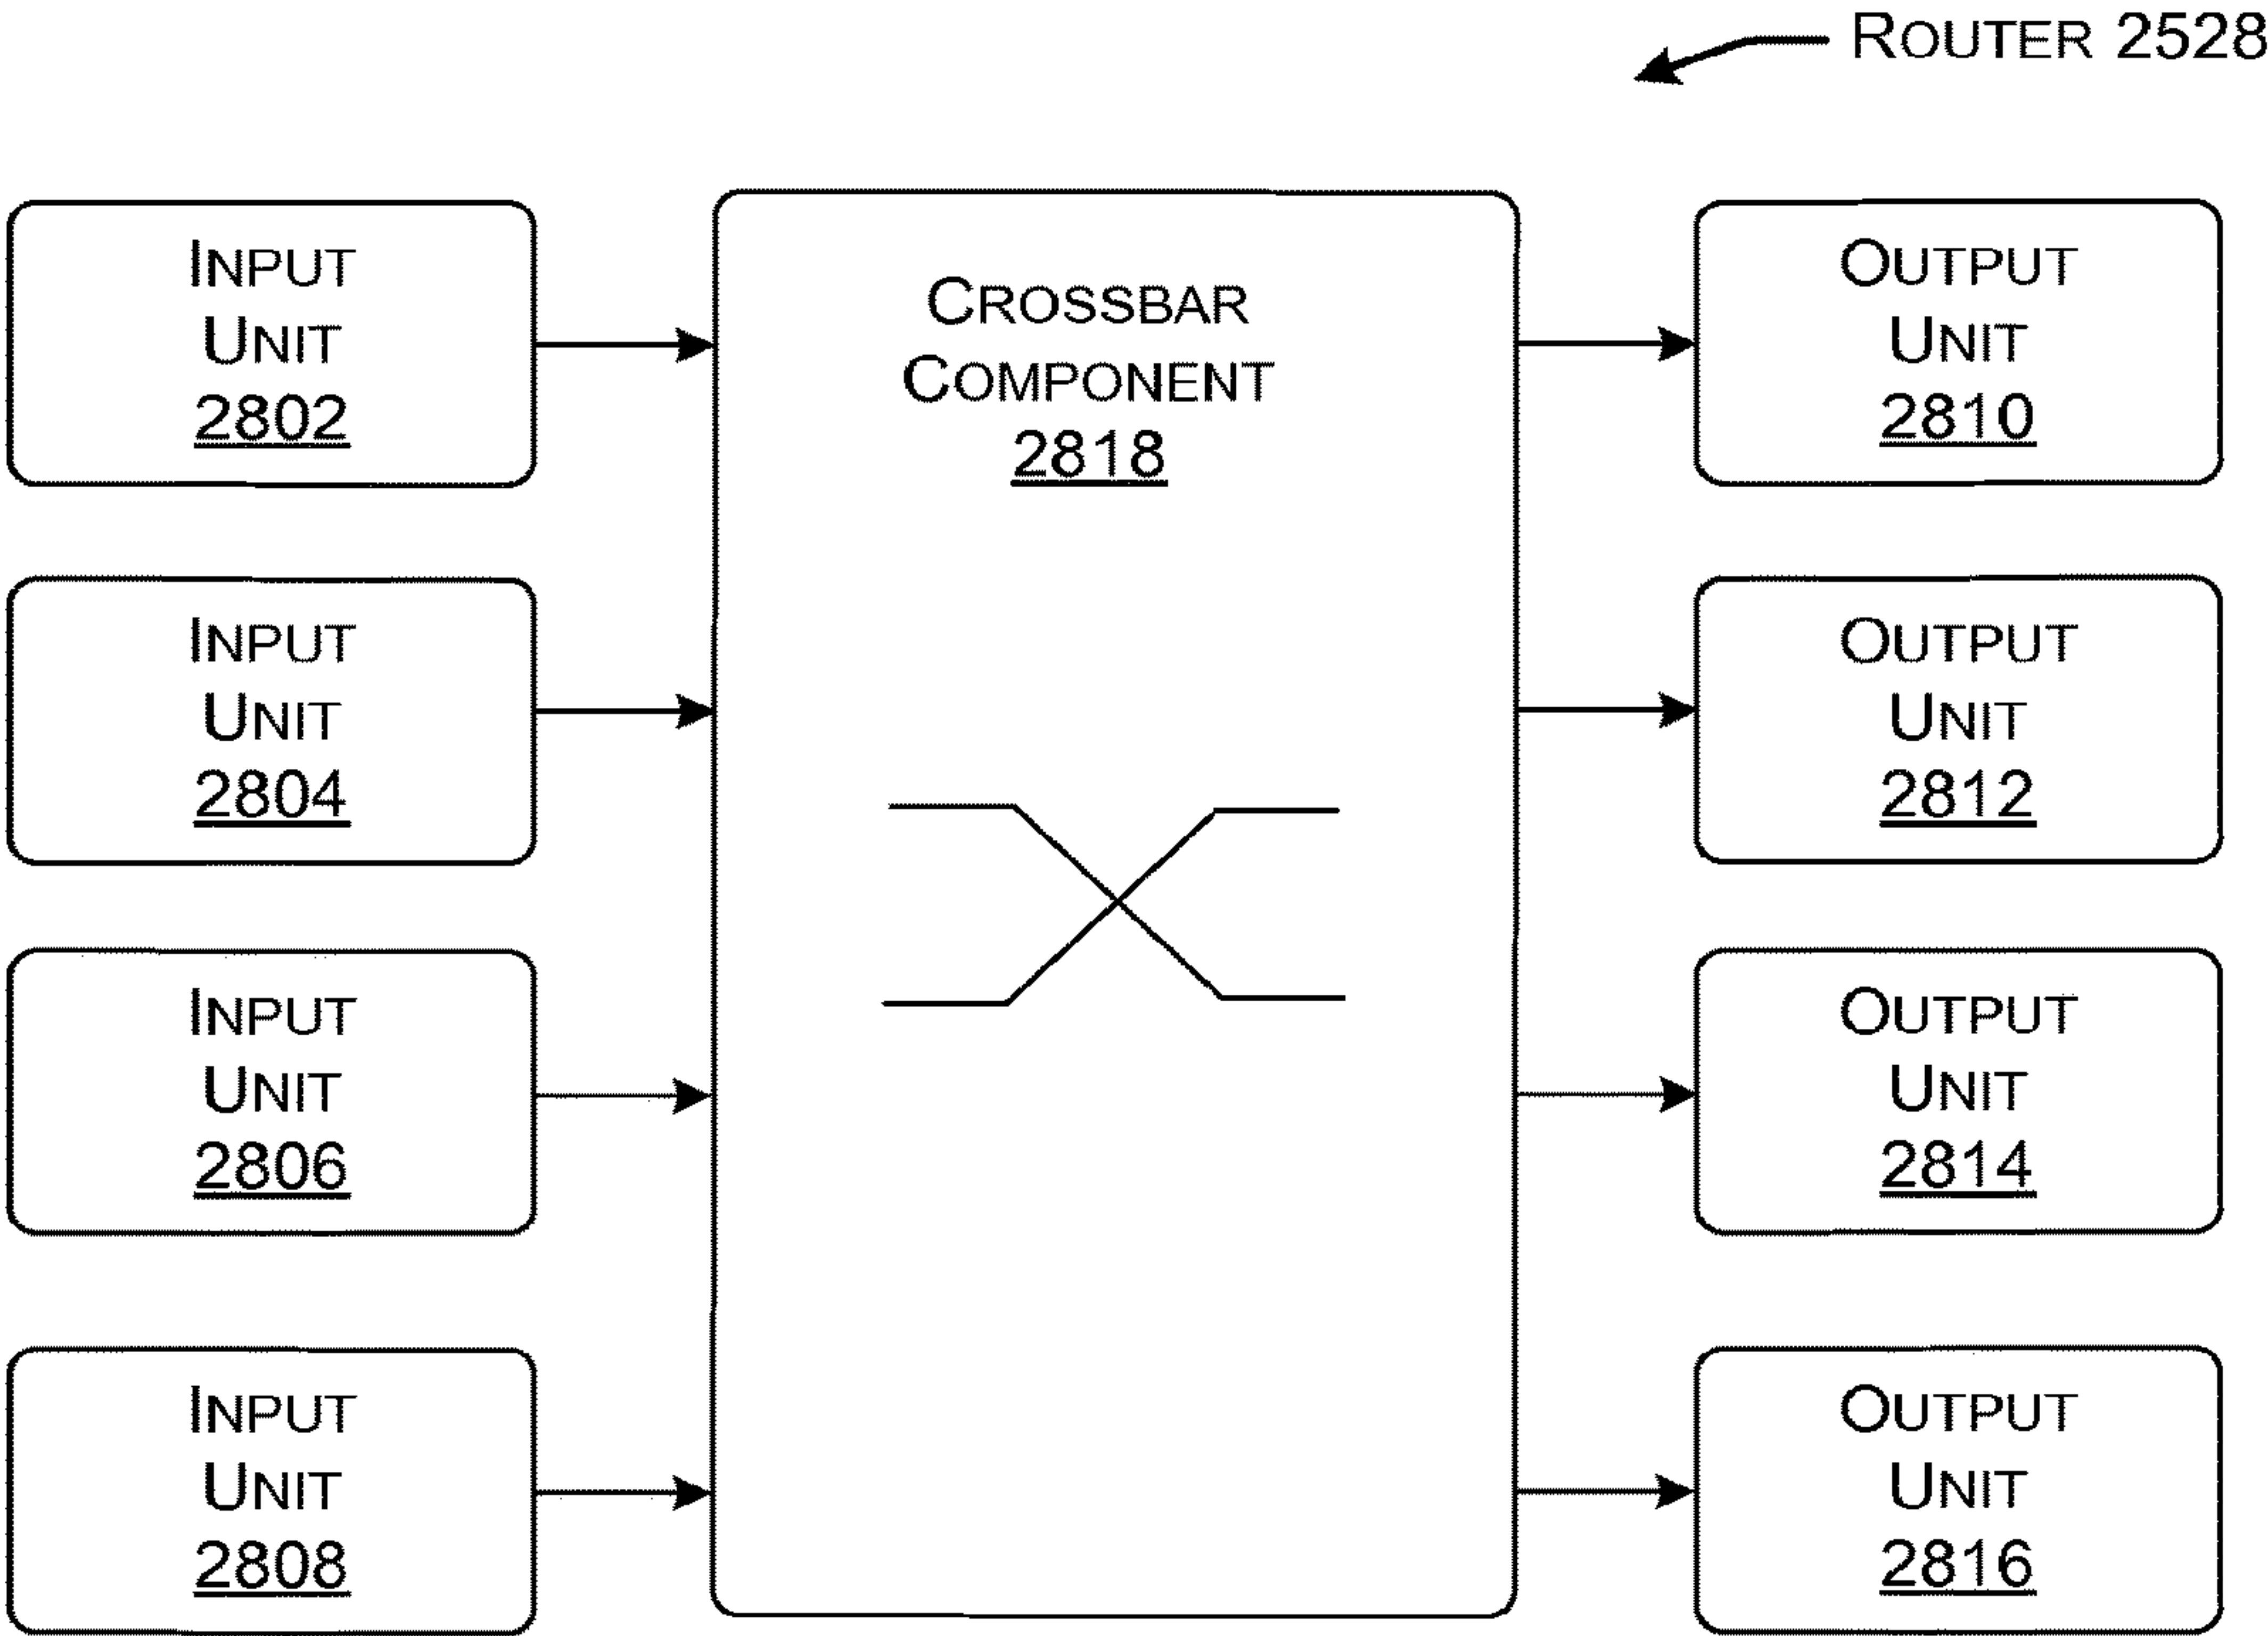 ROUTER 2528
INPUT
UNIT
2802
CROSSBAR
COMPONENT
2818
OUTPUT
UNIT
2810
INPUT
UNIT
2804
OUTPUT
UNIT
2812
INPUT
UNIT
2806
OUTPUT
UNIT
2814
INPUT
UNIT
2808
OUTPUT
UNIT
2816